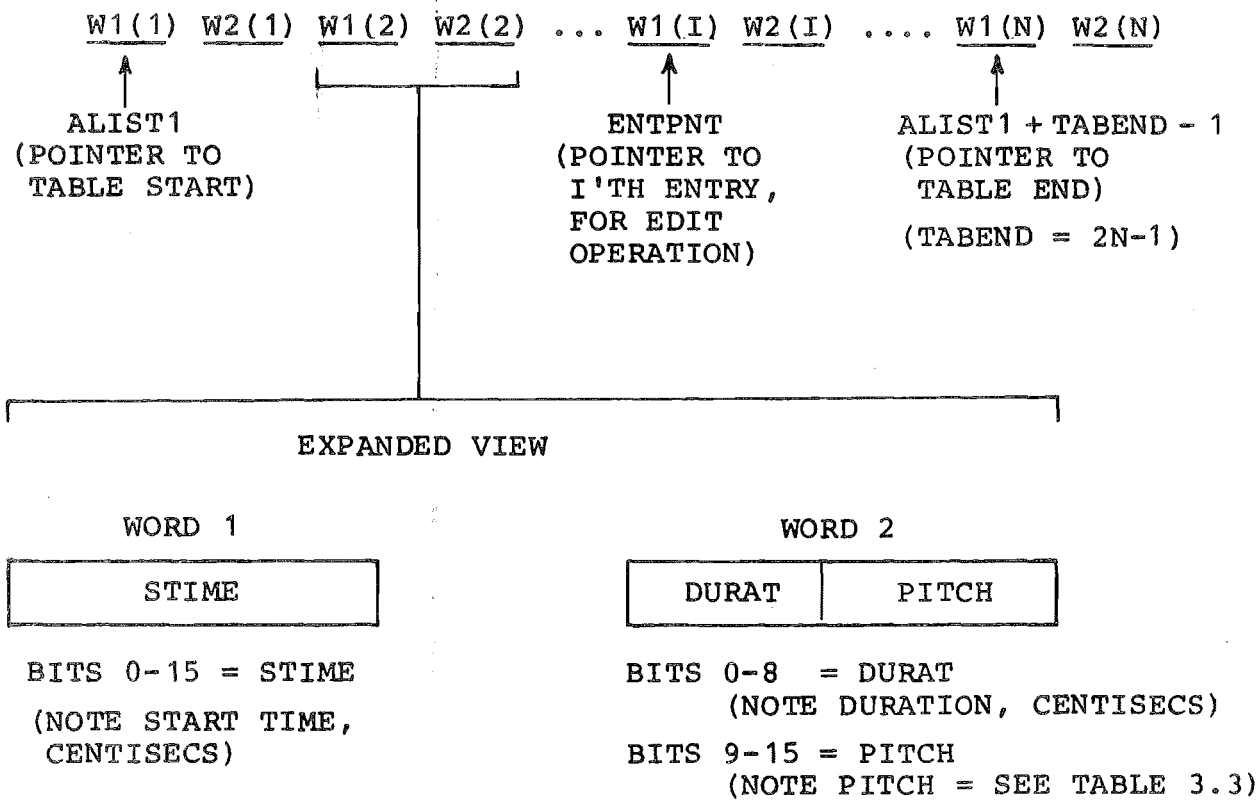 W1(1) W2(1) W1(2) W2(2) ... W1(I) W2(I) .... W1(N) W2(N)
ALIST1
(POINTER TO
TABLE START)
ENTPNT
(POINTER TO
I'TH ENTRY,
FOR EDIT
OPERATION)
ALIST1 + TABEND - 1
(POINTER TO
TABLE END)
(TABEND = 2N-1)
EXPANDED VIEW
WORD 1
STIME
BITS 0-15 = STIME
(NOTE START TIME,
CENTISECS)
WORD 2
DURAT PITCH
BITS 0-8 = DURAT
(NOTE DURATION, CENTISECS)
BITS 9-15 = PITCH
(NOTE PITCH = SEE TABLE 3.3)